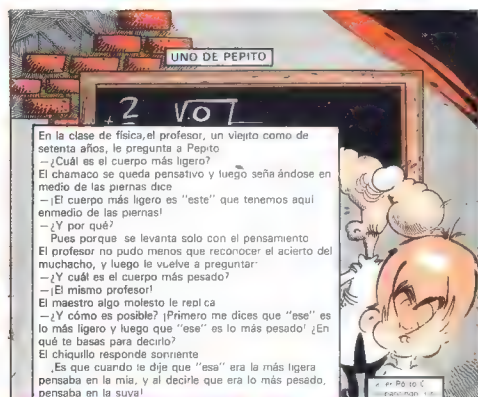 UNO DE PEPITO
2 √0 7
En la clase de física, el profesor, un viejito como de
setenta años, le pregunta a Pepito
—¿Cuál es el cuerpo más ligero?
El chamaco se queda pensativo y luego señalándose en
medio de las piernas dice
—¡El cuerpo más ligero es "este" que tenemos aquí
enmedio de las piernas!
—¿Y por qué?
Pues porque se levanta solo con el pensamiento
El profesor no pudo menos que reconocer el acierto del
muchacho, y luego le vuelve a preguntar:
—¿Y cuál es el cuerpo más pesado?
—¡El mismo profesor!
El maestro algo molesto le replica
—¿Y cómo es posible? ¡Primero me dices que "ese" es
lo más ligero y luego que "ese" es lo más pesado! ¿En
qué te basas para decirlo?
El chiquillo responde sonriente
¡Es que cuando le dije que "esa" era la más ligera
pensaba en la mía, y al decirle que era lo más pesado,
pensaba en la suya!